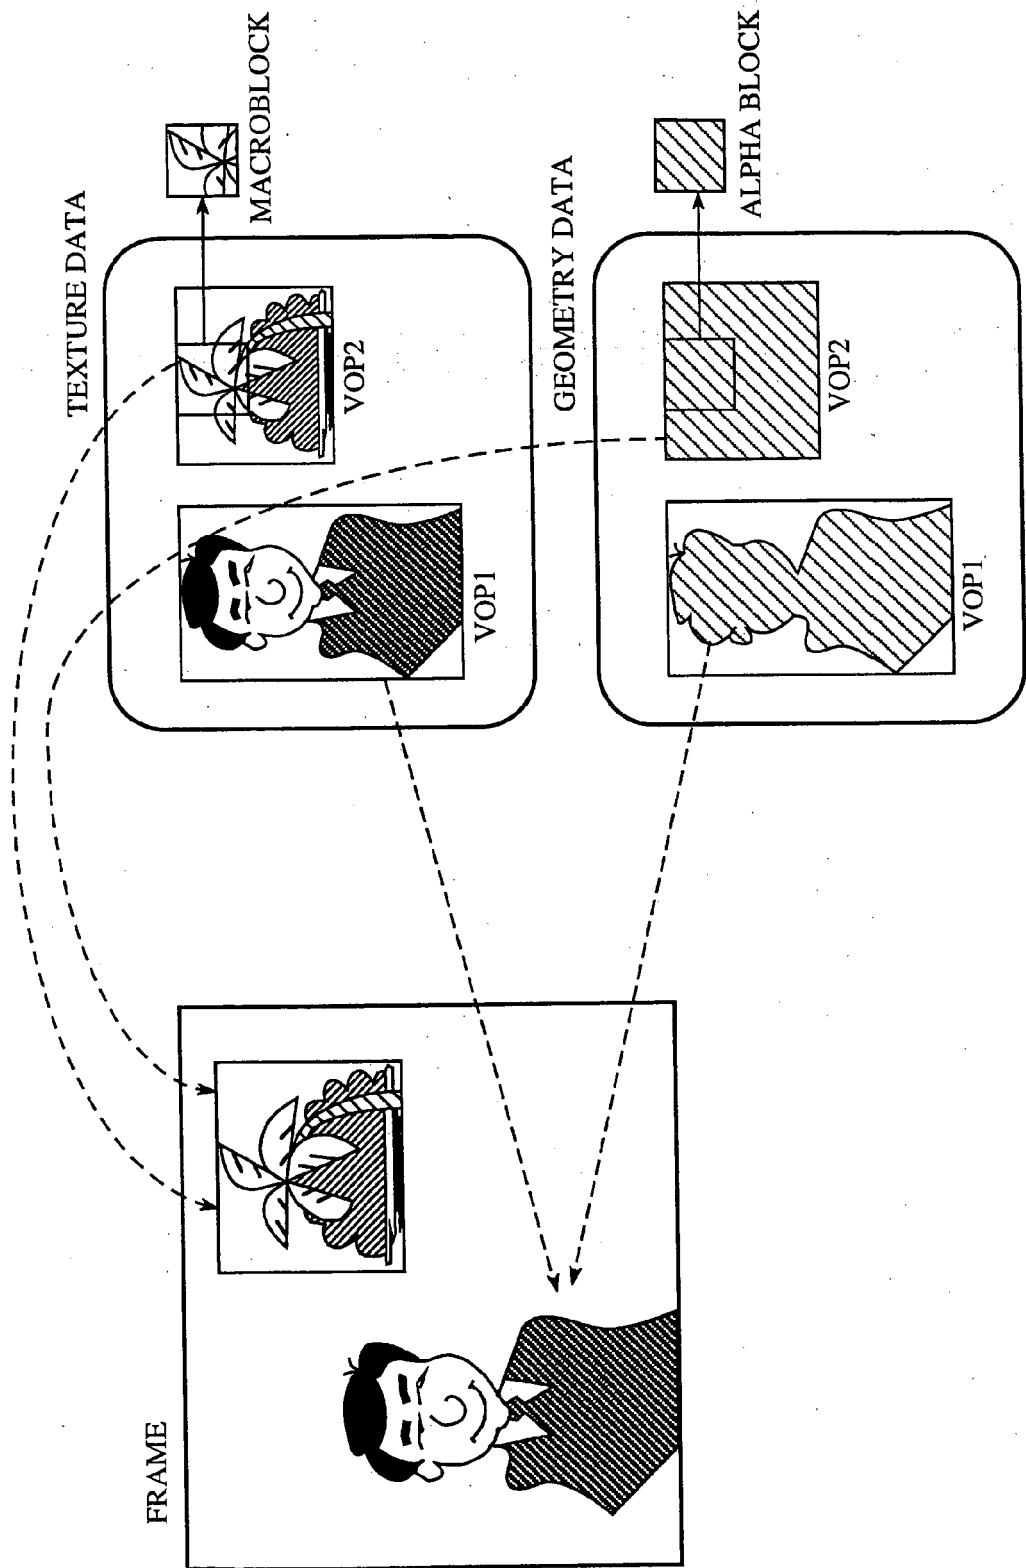 FRAME
TEXTURE DATA
VOP1
VOP2
MACROBLOCK
GEOMETRY DATA
VOP1
VOP2
ALPHA BLOCK